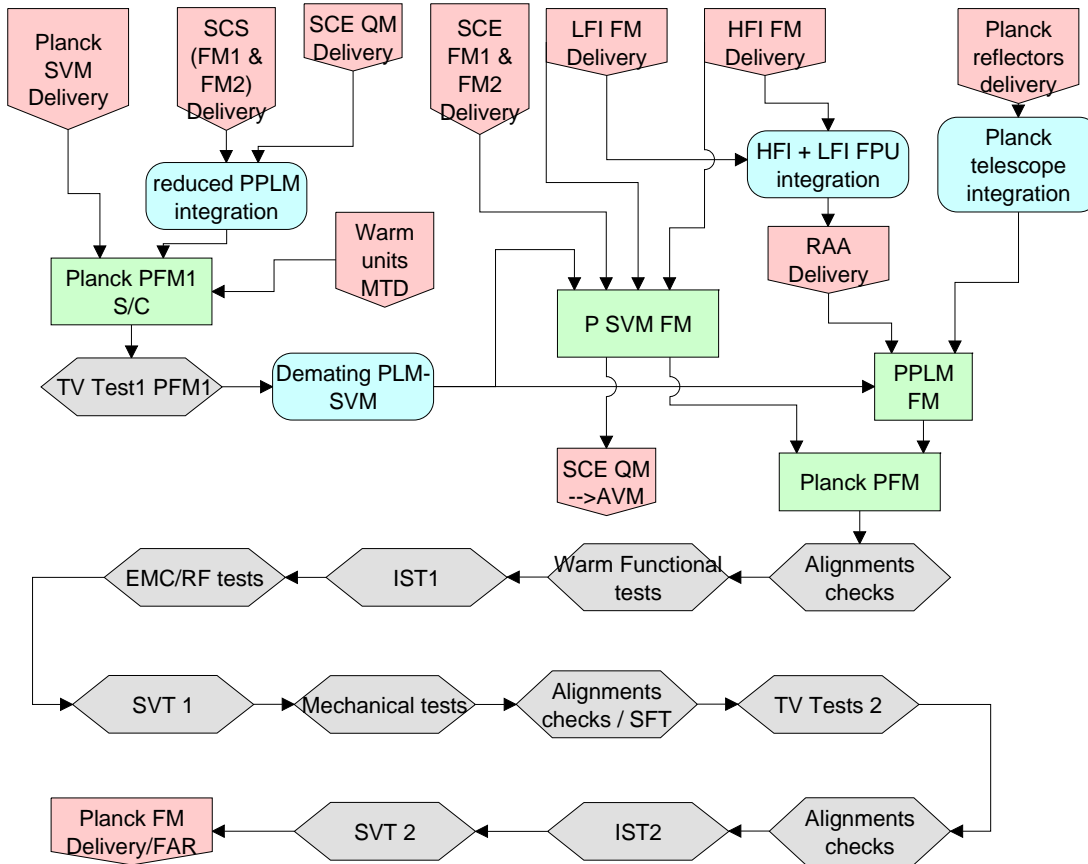 Planck
SVM
Delivery
SCS
(FM1 &
FM2)
Delivery
SCE QM
Delivery
SCE
FM1 &
FM2
Delivery
LFI FM
Delivery
HFI FM
Delivery
Planck
reflectors
delivery
reduced PPLM
integration
HFI + LFI FPU
integration
Planck
telescope
integration
Warm
units
MTD
RAA
Delivery
Planck PFM1
S/C
P SVM FM
TV Test1 PFM1
Demating PLM-
SVM
PPLM
FM
SCE QM
-->AVM
Planck PFM
EMC/RF tests
IST1
Warm Functional
tests
Alignments
checks
SVT 1
Mechanical tests
Alignments
checks / SFT
TV Tests 2
Planck FM
Delivery/FAR
SVT 2
IST2
Alignments
checks